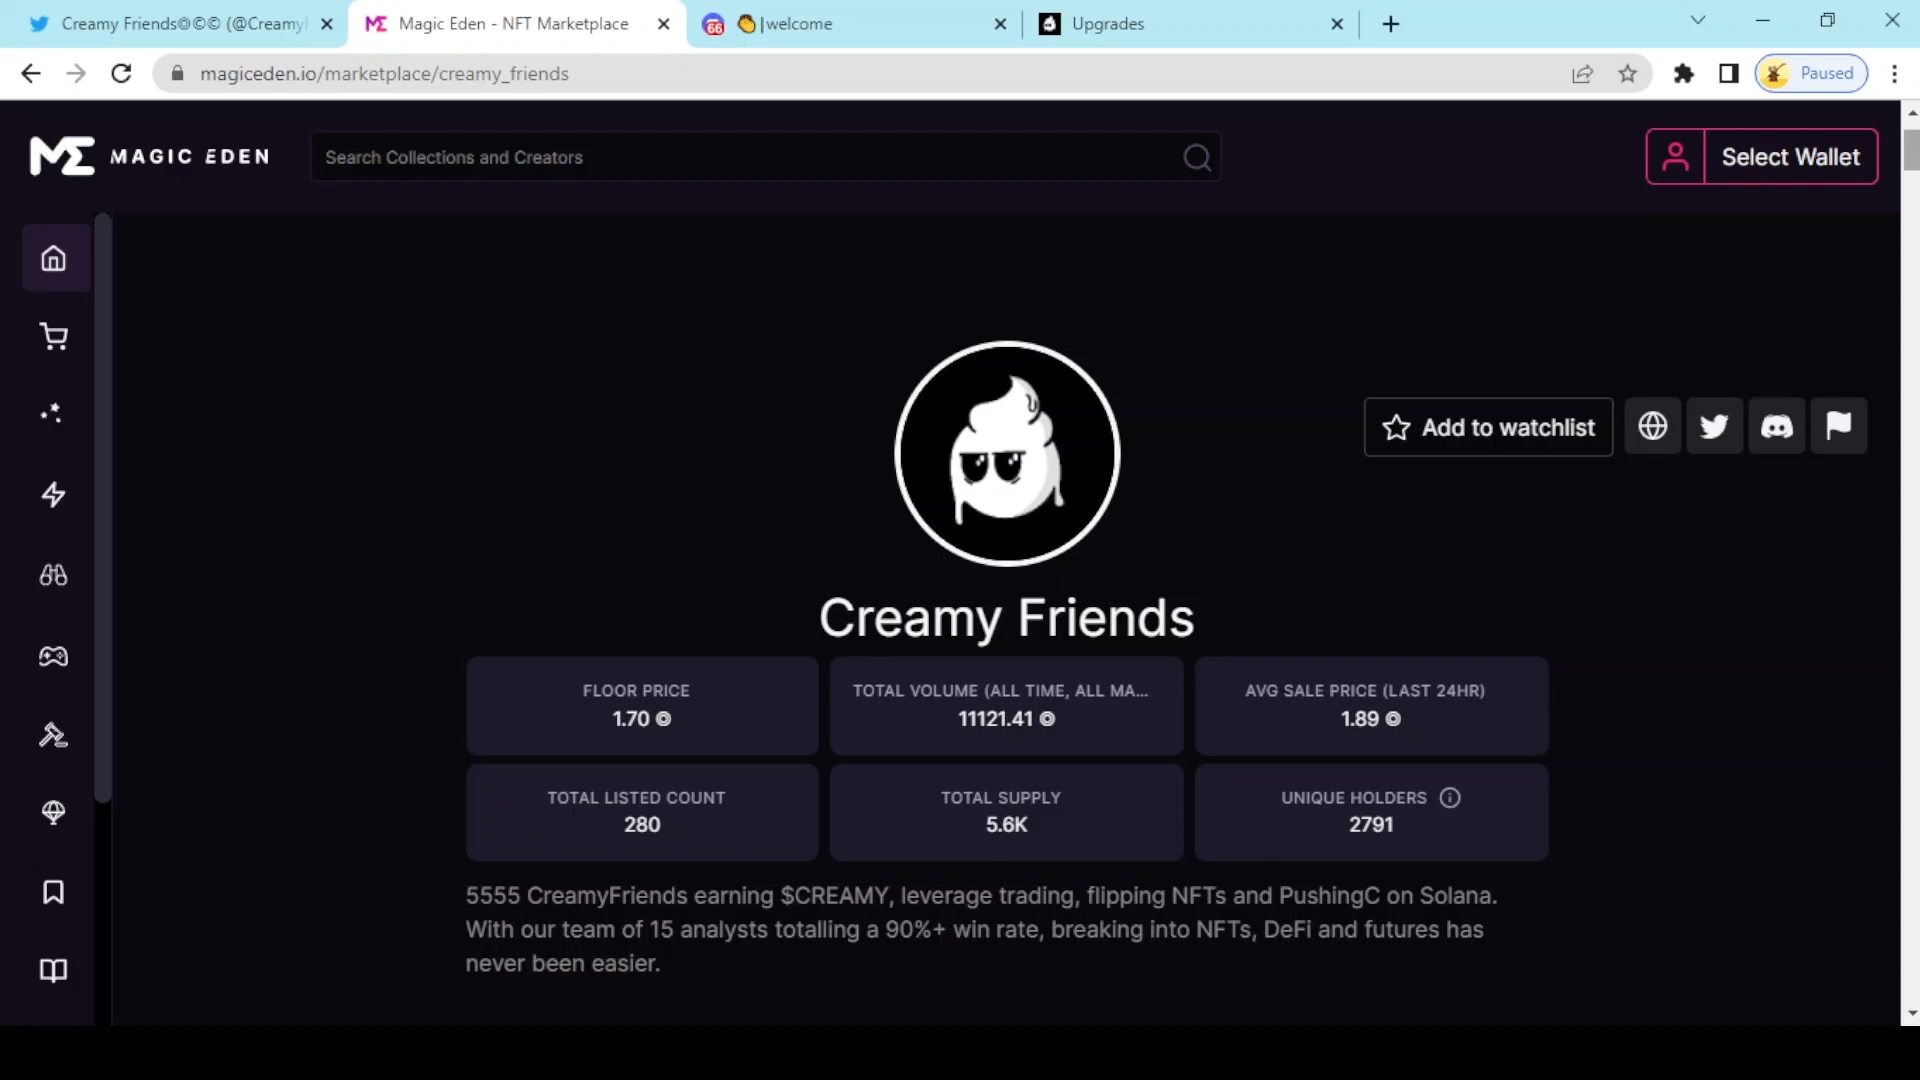 Creamy Friends©©© (@Creamy
Magic Eden - NFT Marketplace
66
|welcome
Upgrades
magiceden.io/marketplace/creamy_friends
Paused
ME MAGIC EDEN
Search Collections and Creators
Select Wallet
Add to watchlist
Creamy Friends
FLOOR PRICE
1.70
TOTAL VOLUME (ALL TIME, ALL MA...
11121.41
AVG SALE PRICE (LAST 24HR)
1.89
TOTAL LISTED COUNT
280
TOTAL SUPPLY
5.6K
UNIQUE HOLDERS
2791
5555 CreamyFriends earning $CREAMY, leverage trading, flipping NFTs and PushingC on Solana.
With our team of 15 analysts totalling a 90%+ win rate, breaking into NFTs, DeFi and futures has
never been easier.